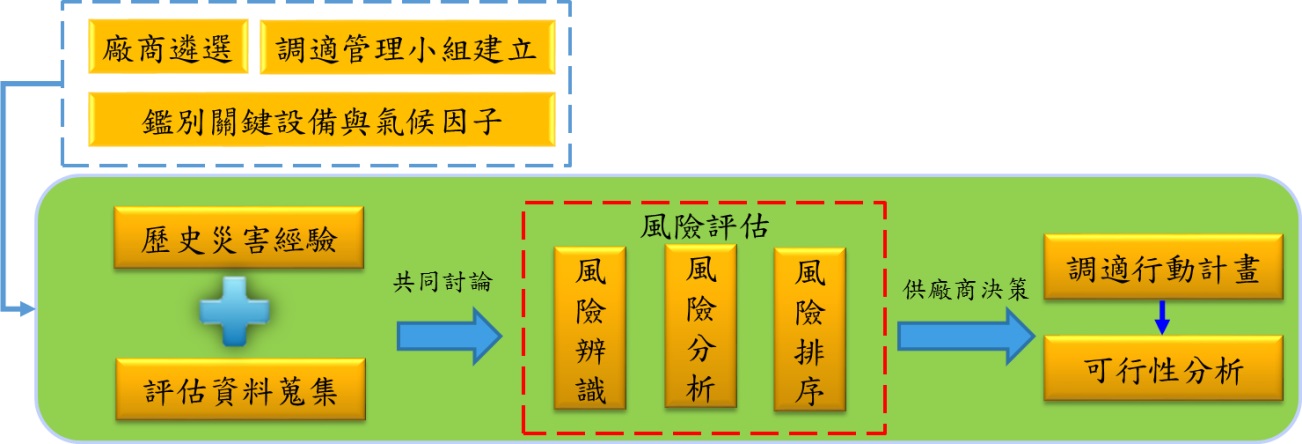 廠商遴選
調適管理小組建立
鑑別關鍵設備與氣候因子
歷史災害經驗
評估資料蒐集
共同討論
風險評估
風險辨識
風險分析
風險排序
供廠商決策
調適行動計畫
可行性分析